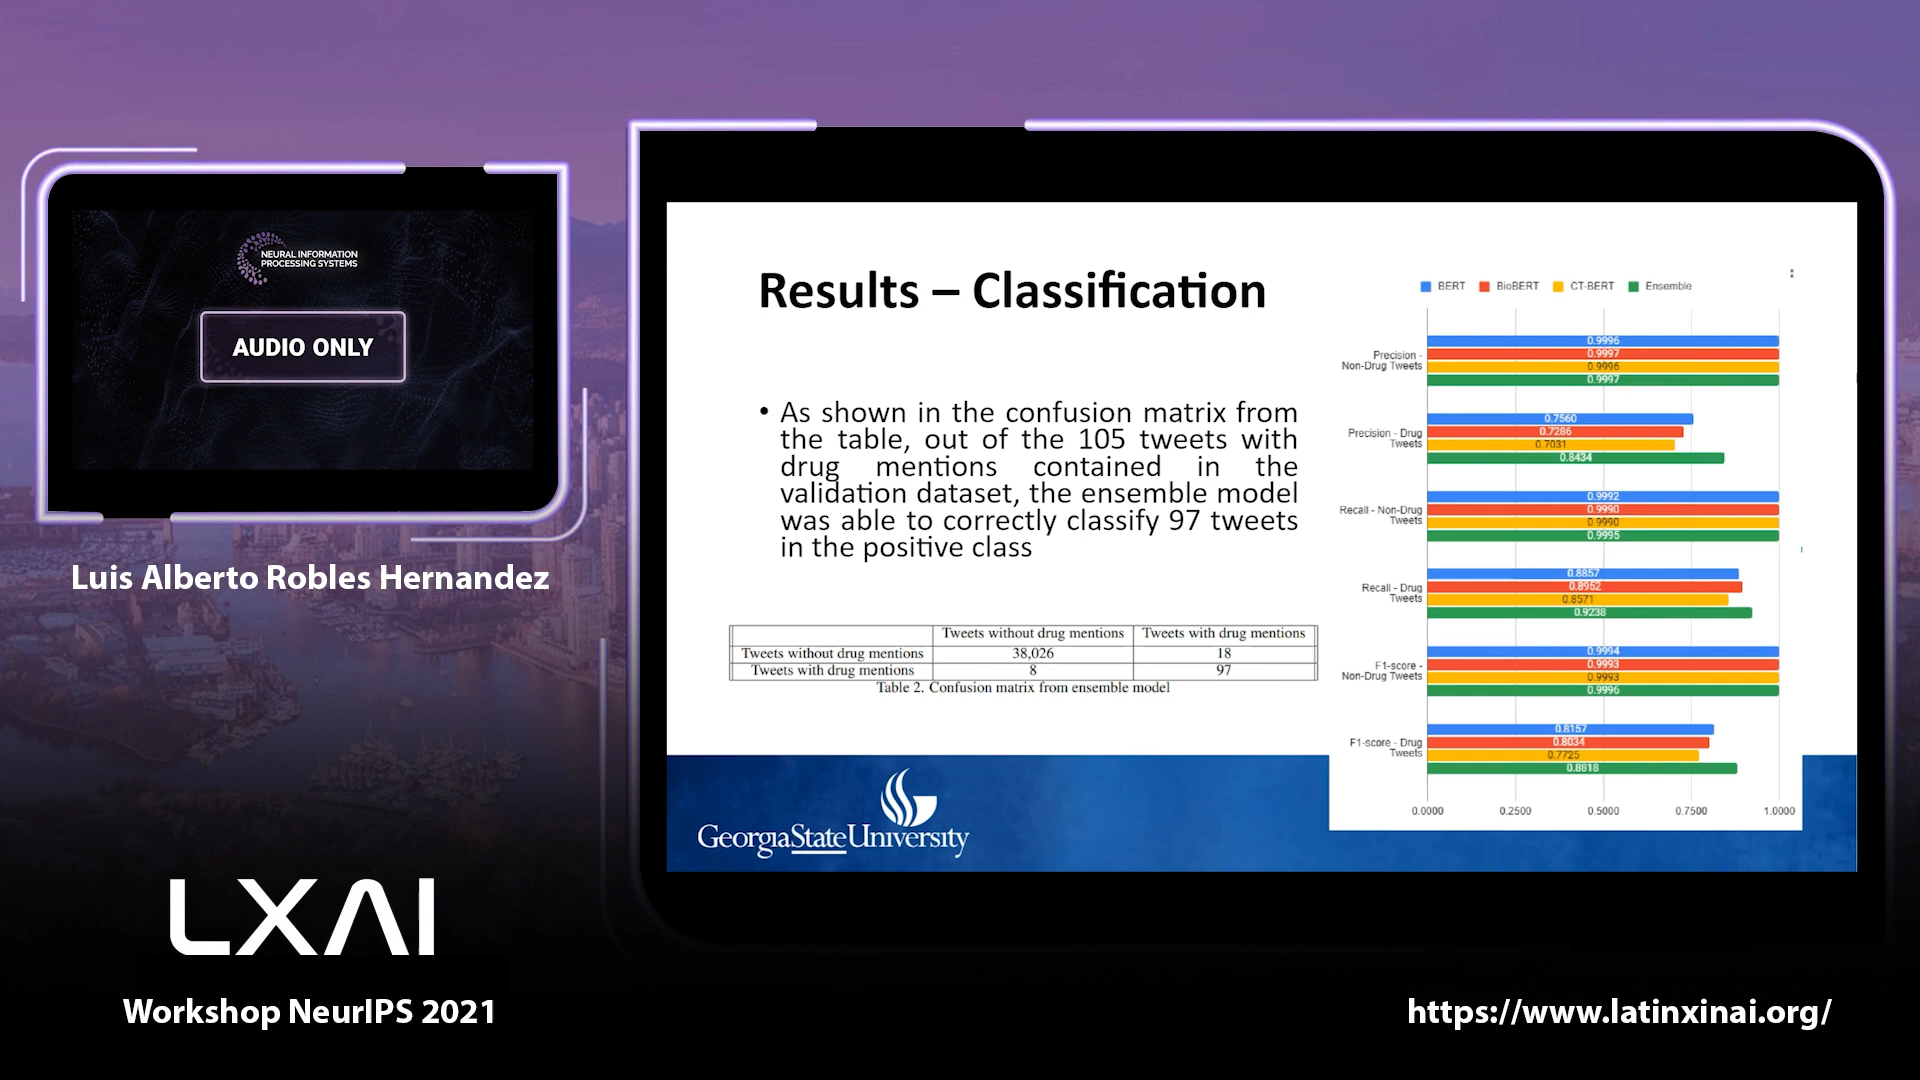 NEURAL INFORMATION
PROCESSING SYSTEMS
AUDIO ONLY
Luis Alberto Robles Hernandez
LXAI
Workshop NeurIPS 2021
Results – Classification
• As shown in the confusion matrix from
the table, out of the 105 tweets with
drug mentions contained in the
validation dataset, the ensemble model
was able to correctly classify 97 tweets
in the positive class
Tweets without drug mentions Tweets with drug mentions
Tweets without drug mentions 38,026 18
Tweets with drug mentions 8 97
Table 2. Confusion matrix from ensemble model
BERT BioBERT CT-BERT Ensemble
Precision -
Non-Drug Tweets
0.9996
0.9997
0.9996
0.9997
Precision - Drug
Tweets
0.7560
0.7286
0.7031
0.8434
Recall - Non-Drug
Tweets
0.9992
0.9990
0.9990
0.9995
Recall - Drug
Tweets
0.8857
0.8952
0.8571
0.9238
F1-score -
Non-Drug Tweets
0.9994
0.9993
0.9993
0.9996
F1-score - Drug
Tweets
0.8157
0.8034
0.7725
0.8818
0.0000 0.2500 0.5000 0.7500 1.0000
GeorgiaStateUniversity
https://www.latinxinai.org/